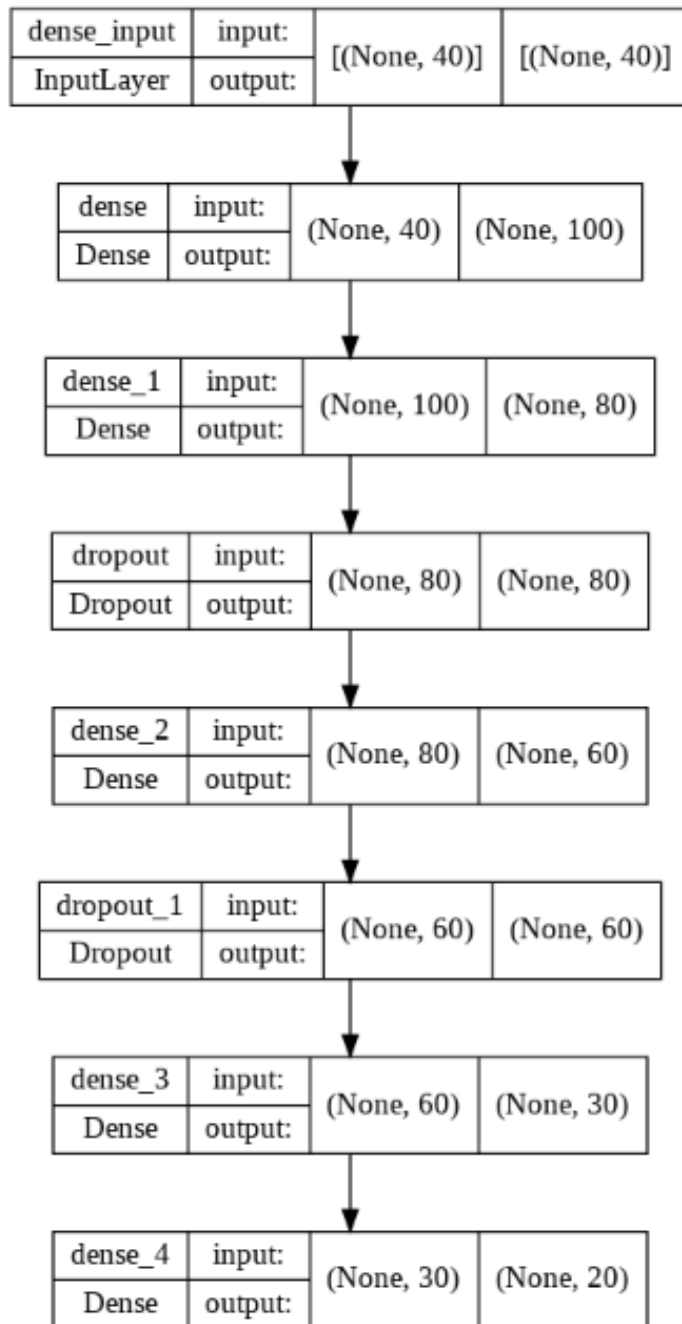 dense_input input: [(None, 40)] [(None, 40)]
InputLayer output:
dense input: (None, 40) (None, 100)
Dense output:
dense_1 input: (None, 100) (None, 80)
Dense output:
dropout input: (None, 80) (None, 80)
Dropout output:
dense_2 input: (None, 80) (None, 60)
Dense output:
dropout_1 input: (None, 60) (None, 60)
Dropout output:
dense_3 input: (None, 60) (None, 30)
Dense output:
dense_4 input: (None, 30) (None, 20)
Dense output: